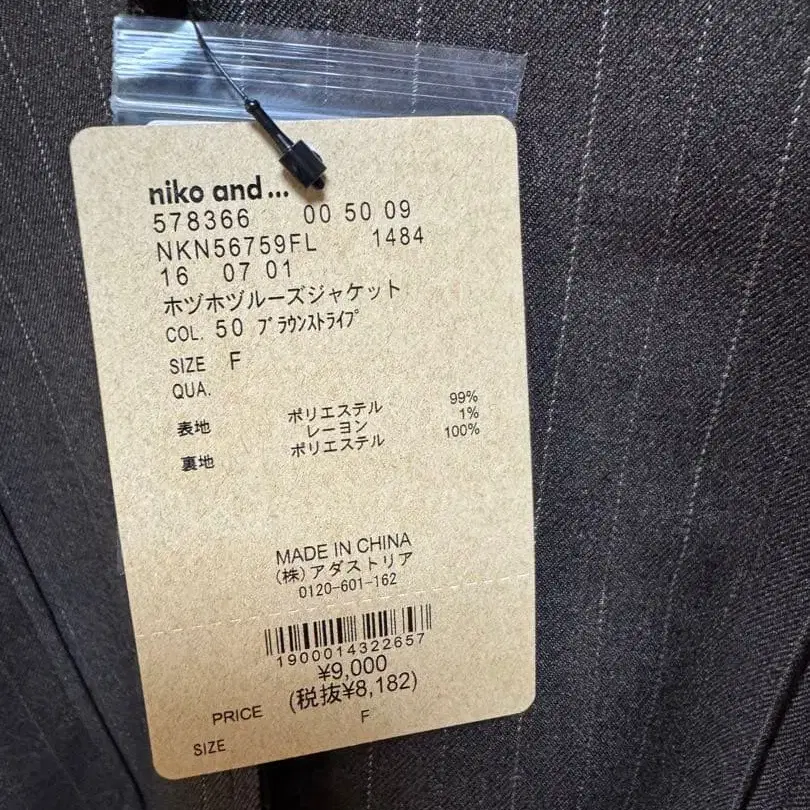 niko and ...
578366 00 50 09
NKN56759FL 1484
16 07 01
ホヅホヅルーズジャケット
COL. 50 ﾌﾞﾗｳﾝｽﾄﾗｲﾌﾟ
SIZE F
QUA.
表地 ポリエステル 99%
レーヨン 1%
裏地 ポリエステル 100%
MADE IN CHINA
(株)アダストリア
0120-601-162
1900014322657
¥9,000
(税抜¥8,182)
PRICE
SIZE F